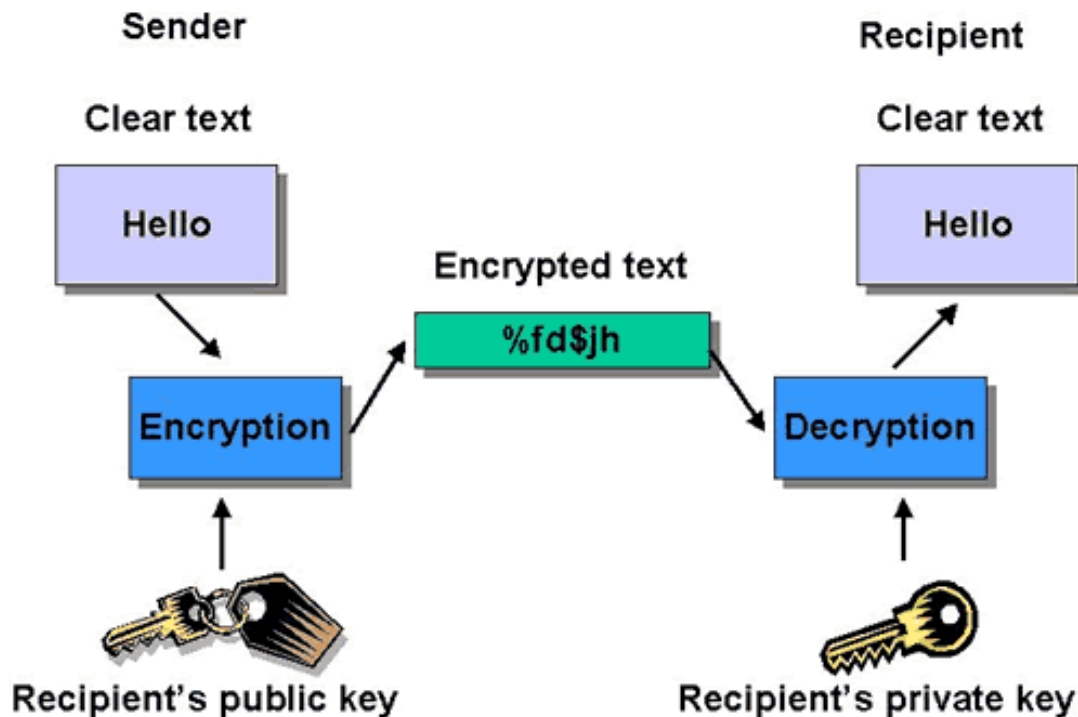 Sender
Recipient
Clear text
Clear text
Hello
Hello
Encrypted text
%fd$jh
Encryption
Decryption
Recipient's public key
Recipient's private key